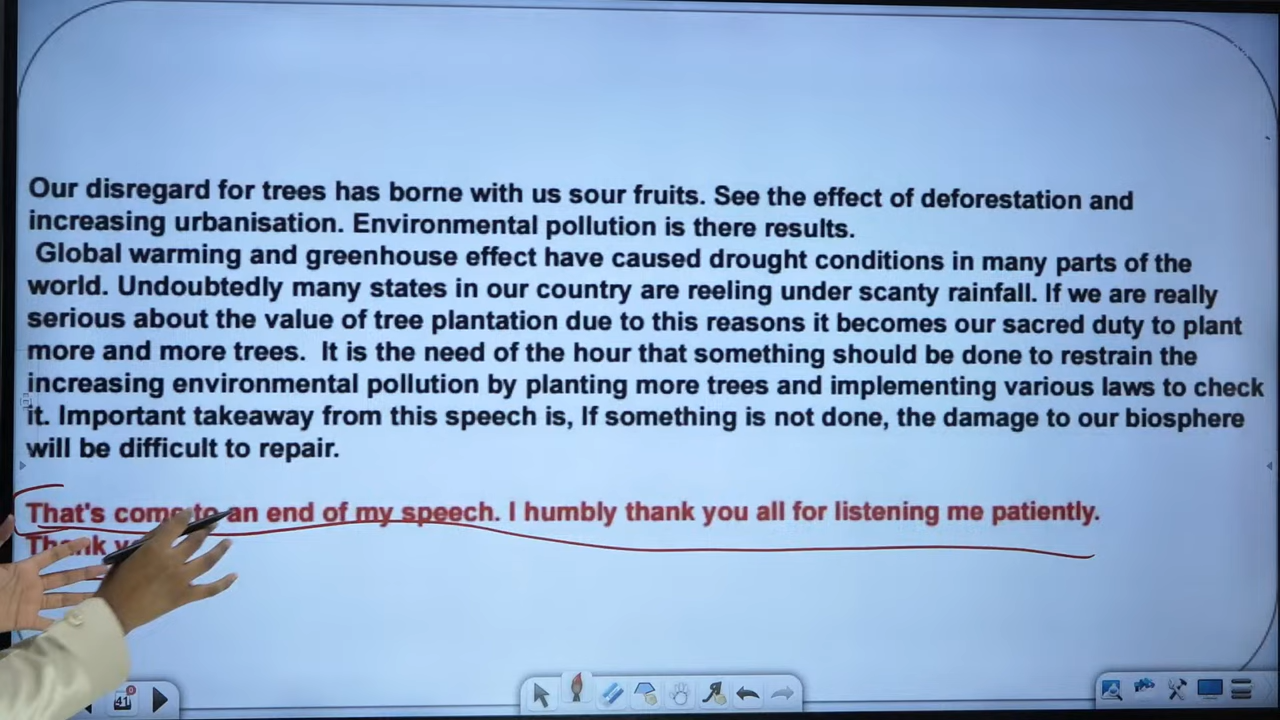 Our disregard for trees has borne with us sour fruits. See the effect of deforestation and
increasing urbanisation. Environmental pollution is there results.
Global warming and greenhouse effect have caused drought conditions in many parts of the
world. Undoubtedly many states in our country are reeling under scanty rainfall. If we are really
serious about the value of tree plantation due to this reasons it becomes our sacred duty to plant
more and more trees. It is the need of the hour that something should be done to restrain the
increasing environmental pollution by planting more trees and implementing various laws to check
it. Important takeaway from this speech is, If something is not done, the damage to our biosphere
will be difficult to repair.
That's come to an end of my speech. I humbly thank you all for listening me patiently.
Thank
41